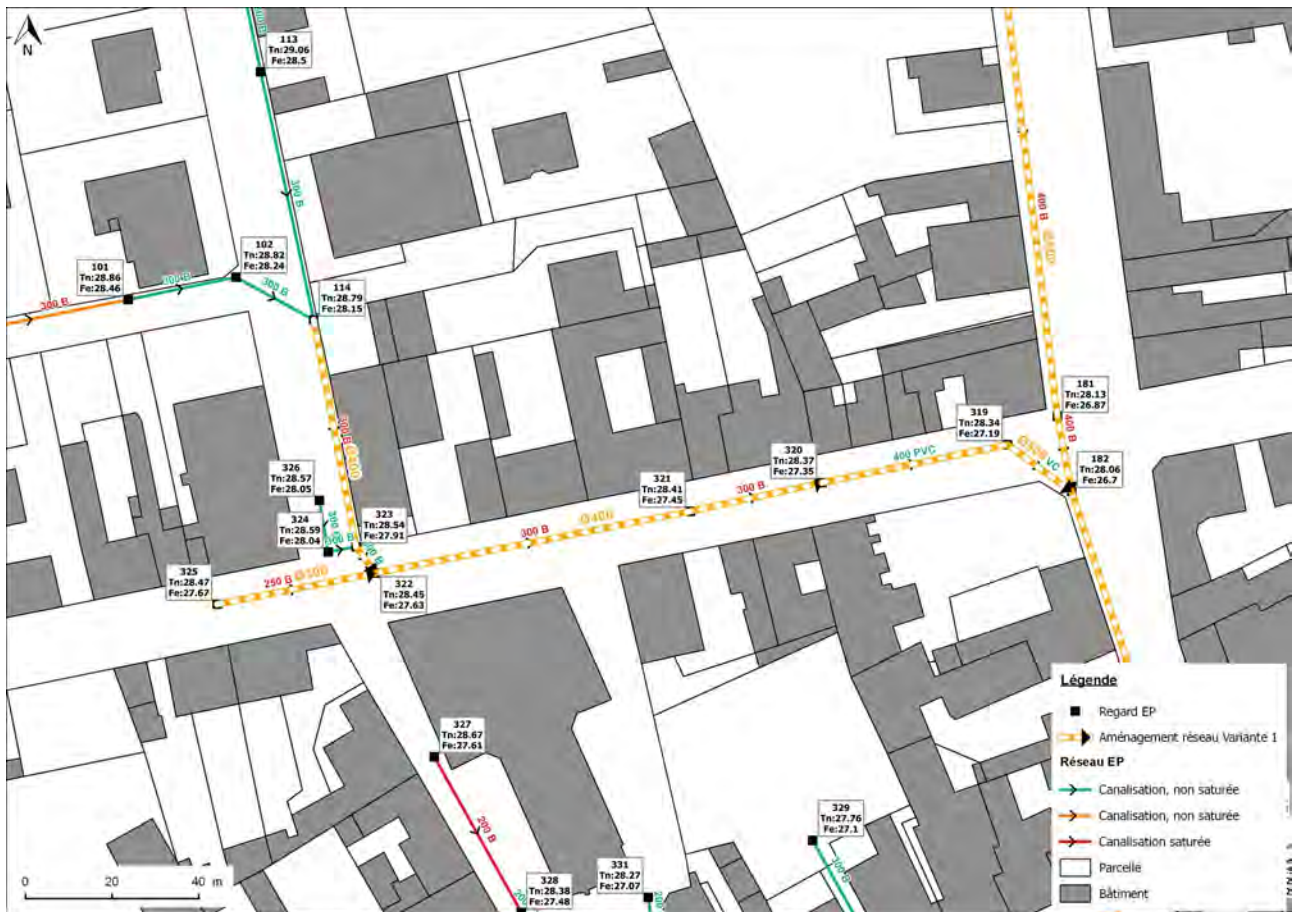 N
113
Tn:29.06
Fe:28.5
300 B
102
Tn:28.82
Fe:28.24
101
Tn:28.86
Fe:28.46
300 B
300 B
300 B
114
Tn:28.79
Fe:28.15
400 B
181
Tn:28.13
Fe:26.87
400 B
319
Tn:28.34
Fe:27.19
320
Tn:28.37
Fe:27.35
400 PVC
182
Tn:28.06
Fe:26.7
321
Tn:28.41
Fe:27.45
300 B
326
Tn:28.57
Fe:28.05
324
Tn:28.59
Fe:28.04
323
Tn:28.54
Fe:27.91
300 B
325
Tn:28.47
Fe:27.67
250 B
322
Tn:28.45
Fe:27.63
327
Tn:28.67
Fe:27.61
200 B
328
Tn:28.38
Fe:27.48
331
Tn:28.27
Fe:27.07
329
Tn:27.76
Fe:27.1
300 B
Légende
Regard EP
Aménagement réseau Variante 1
Réseau EP
Canalisation, non saturée
Canalisation, non saturée
Canalisation saturée
Parcelle
Bâtiment
0 20 40 m